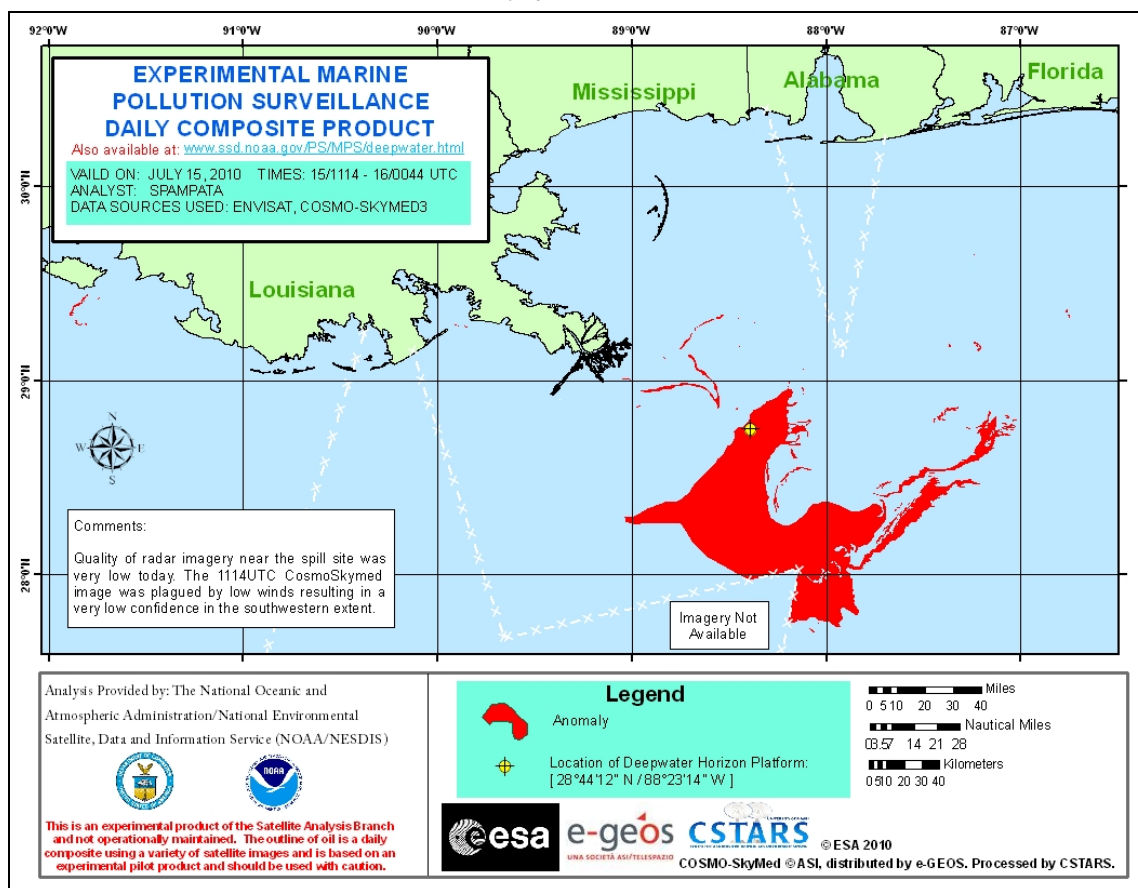 92°0'W 91°0'W 90°0'W 89°0'W 88°0'W 87°0'W
EXPERIMENTAL MARINE
POLLUTION SURVEILLANCE
DAILY COMPOSITE PRODUCT
Also available at: www.ssd.noaa.gov/PS/MPS/deepwater.html
VAILD ON: JULY 15, 2010 TIMES: 15/1114 - 16/0044 UTC
ANALYST: SPAMPATA
DATA SOURCES USED: ENVISAT, COSMO-SKYMED3
Mississippi
Alabama
Florida
Louisiana
30°0'N
29°0'N
28°0'N
N
W E
S
Comments:
Quality of radar imagery near the spill site was
very low today. The 1114UTC CosmoSkymed
image was plagued by low winds resulting in a
very low confidence in the southwestern extent.
Imagery Not
Available
Analysis Provided by: The National Oceanic and
Atmospheric Administration/National Environmental
Satellite, Data and Information Service (NOAA/NESDIS)
NOAA
This is an experimental product of the Satellite Analysis Branch
and not operationally maintained. The outline of oil is a daily
composite using a variety of satellite images and is based on an
experimental pilot product and should be used with caution.
Legend
Anomaly
Location of Deepwater Horizon Platform:
[ 28°44'12" N / 88°23'14" W ]
Miles
0 5 10 20 30 40
Nautical Miles
0 3.5 7 14 21 28
Kilometers
0 5 10 20 30 40
esa
e-geos
UNA SOCIETÀ ASI/TELESPAZIO
CSTARS
© ESA 2010
COSMO-SkyMed © ASI, distributed by e-GEOS. Processed by CSTARS.